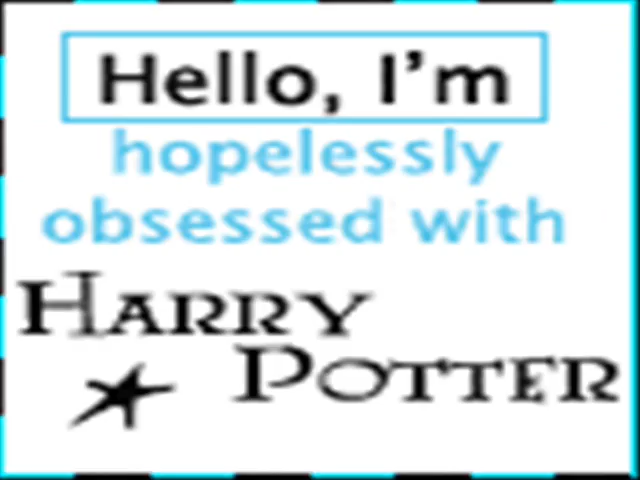 Hello, I'm
hopelessly
obsessed with
HARRY
POTTER